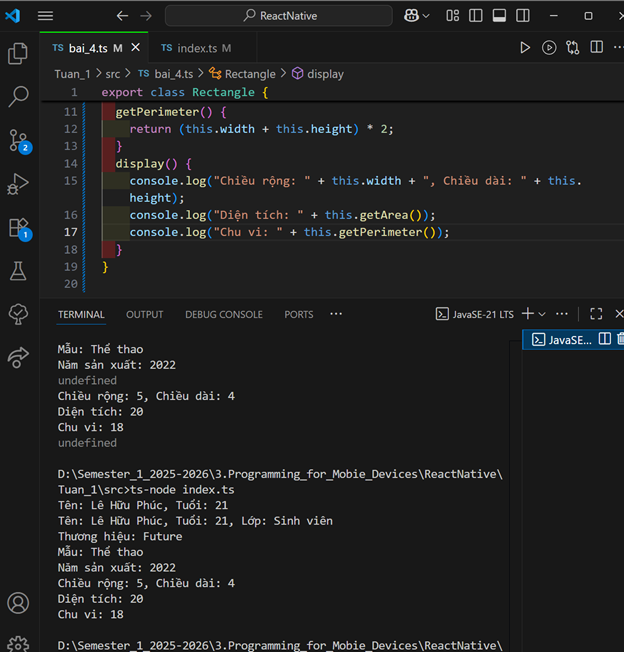 ReactNative
TS bai_4.ts M
TS index.ts M
Tuan_1 > src > TS bai_4.ts > Rectangle > display
1 export class Rectangle {
11 getPerimeter() {
12 return (this.width + this.height) * 2;
13 }
14 display() {
15 console.log("Chiều rộng: " + this.width + ", Chiều dài: " + this.
height);
16 console.log("Diện tích: " + this.getArea());
17 console.log("Chu vi: " + this.getPerimeter());
18 }
19 }
20
2
1
TERMINAL OUTPUT DEBUG CONSOLE PORTS ··· JavaSE-21 LTS
JavaSE...
Mẫu: Thể thao
Năm sản xuất: 2022
undefined
Chiều rộng: 5, Chiều dài: 4
Diện tích: 20
Chu vi: 18
undefined
D:\Semester_1_2025-2026\3.Programming_for_Mobie_Devices\ReactNative\
Tuan_1\src>ts-node index.ts
Tên: Lê Hữu Phúc, Tuổi: 21
Tên: Lê Hữu Phúc, Tuổi: 21, Lớp: Sinh viên
Thương hiệu: Future
Mẫu: Thể thao
Năm sản xuất: 2022
Chiều rộng: 5, Chiều dài: 4
Diện tích: 20
Chu vi: 18
D:\Semester_1_2025-2026\3.Programming_for_Mobie_Devices\ReactNative\